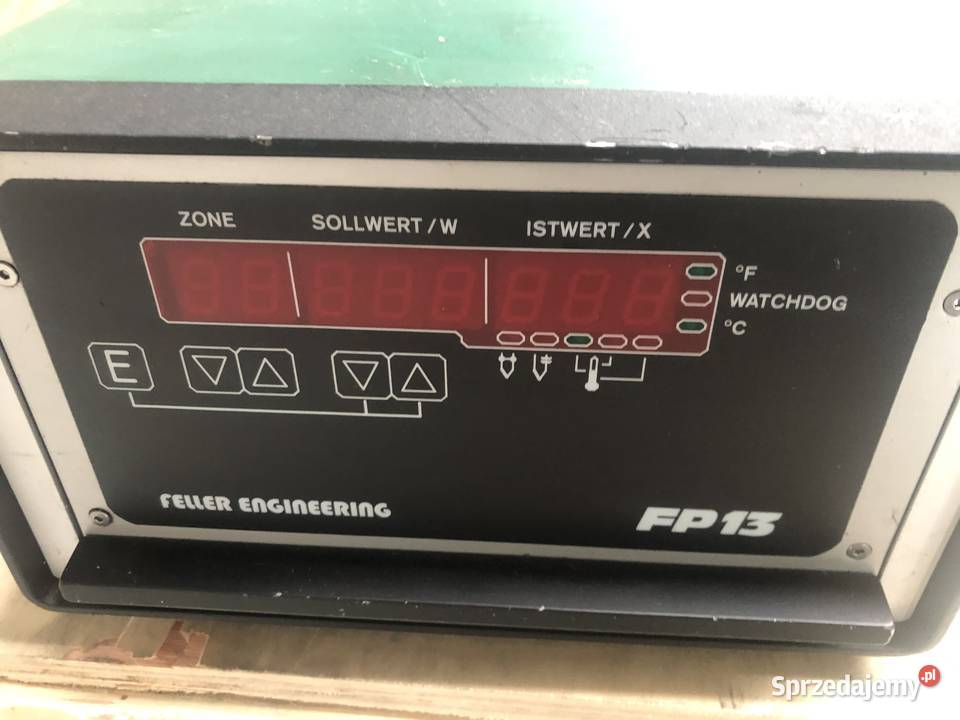 ZONE SOLLWERT / W ISTWERT / X
°F
WATCHDOG
°C
E
FELLER ENGINEERING
FP13
Sprzedajemy.pl